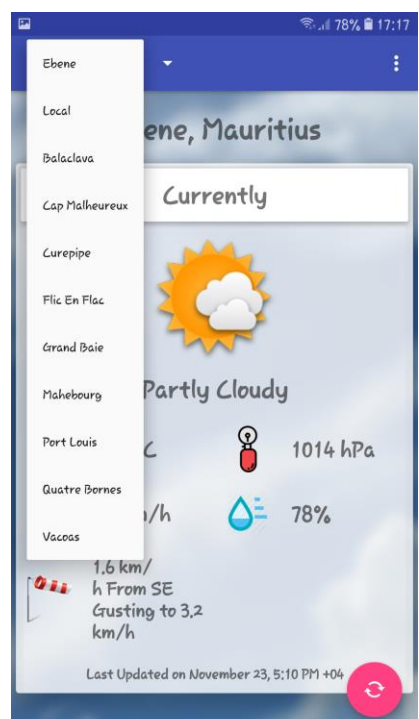 78% 17:17
Ebene
Local
ene, Mauritius
Balaclava
Currently
Cap Malheureux
Curepipe
Flic En Flac
Grand Baie
Partly Cloudy
Mahebourg
Port Louis
C 1014 hPa
Quatre Bornes
/h 78%
Vacoas
1.6 km/
h From SE
Gusting to 3.2
km/h
Last Updated on November 23, 5:10 PM +04